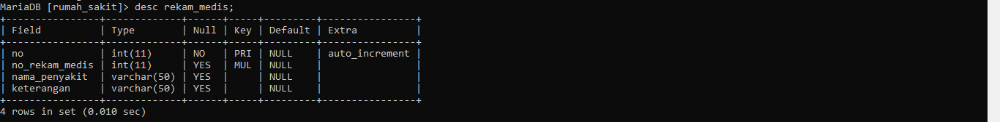 MariaDB [rumah_sakit]> desc rekam_medis;
+----------------+-------------+------+-----+---------+----------------+
| Field          | Type        | Null | Key | Default | Extra          |
+----------------+-------------+------+-----+---------+----------------+
| no             | int(11)     | NO   | PRI | NULL    | auto_increment |
| no_rekam_medis | int(11)     | YES  | MUL | NULL    |                |
| nama_penyakit  | varchar(50) | YES  |     | NULL    |                |
| keterangan     | varchar(50) | YES  |     | NULL    |                |
+----------------+-------------+------+-----+---------+----------------+
4 rows in set (0.010 sec)